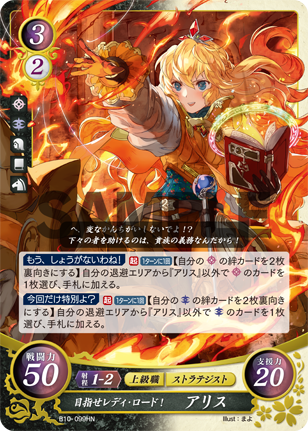 3
2
SAMPLE
へ、変なかんちがいしないでよ!?
下々の者を助けるのは、貴族の義務なんだから!
もう、しょうがないわね! 起 1ターンに1回 【自分の の絆カードを2枚
裏向きにする】自分の退避エリアから『アリス』以外で のカードを
1枚選び、手札に加える。
今回だけ特別よ? 起 1ターンに1回 【自分の の絆カードを2枚裏
向きにする】自分の退避エリアから『アリス』以外で のカードを1枚
選び、手札に加える。
戦闘力
50
射程 1-2
上級職
ストラテジスト
支援力
20
目指せレディ・ロード! アリス
B10-099HN
Illust:まよ